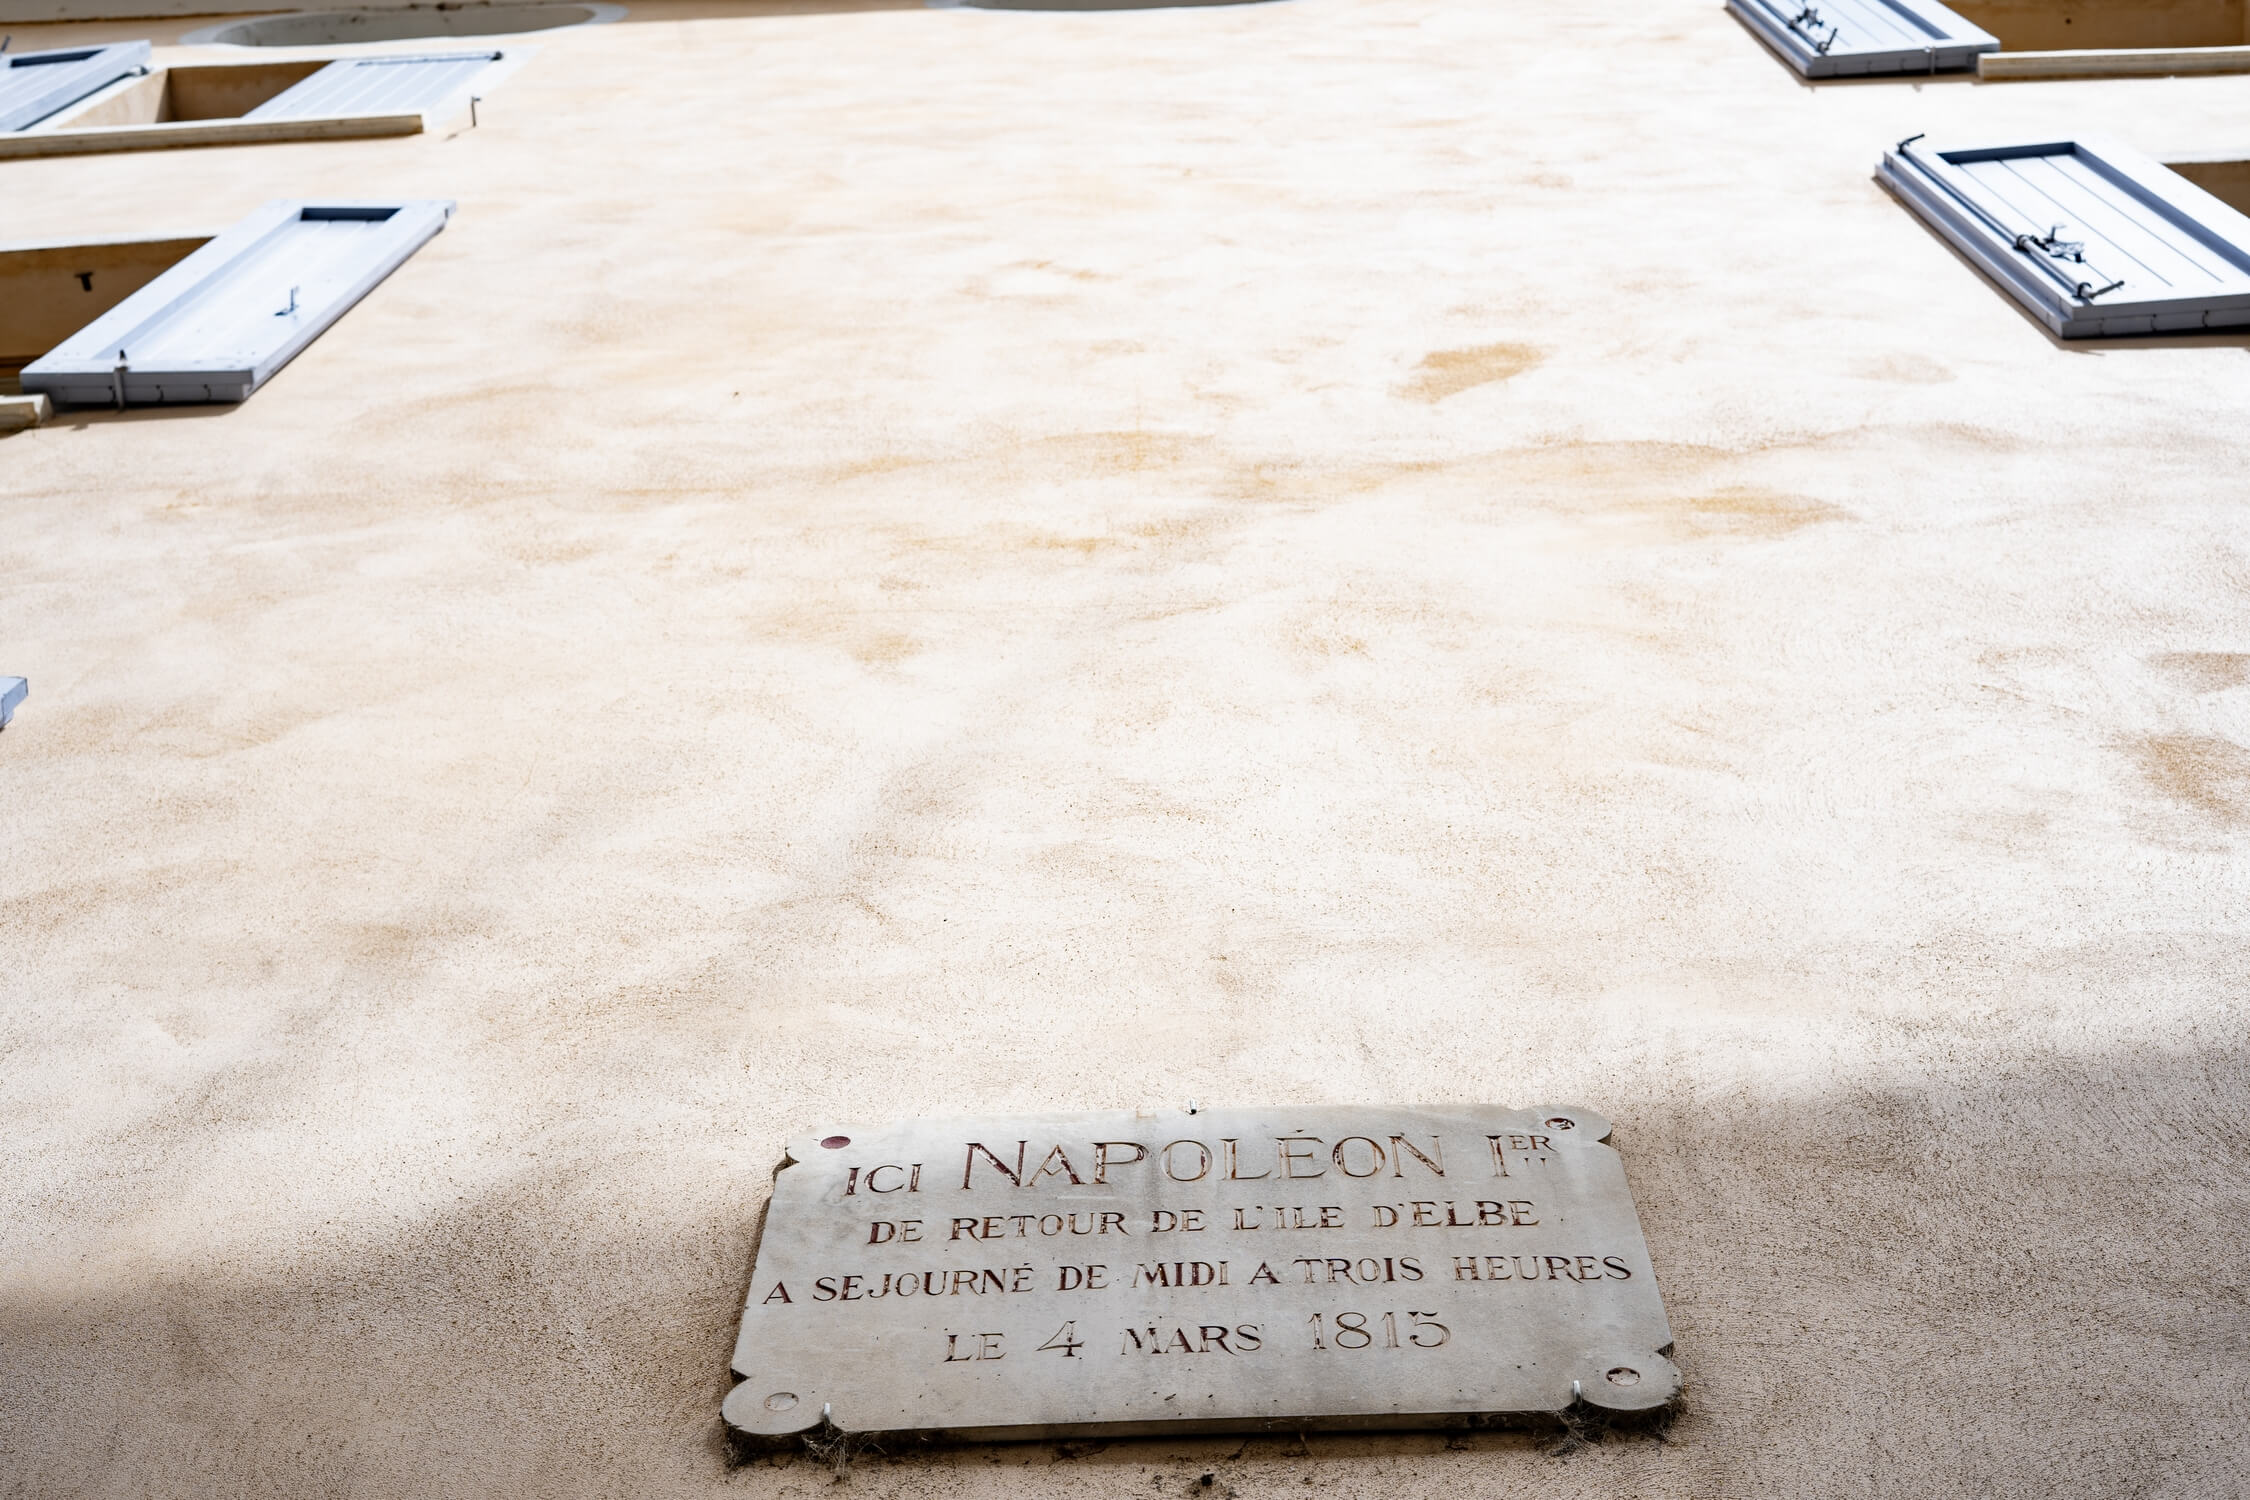 ICI NAPOLÉON IER
DE RETOUR DE L'ILE D'ELBE
A SEJOURNÉ DE MIDI A TROIS HEURES
LE 4 MARS 1815